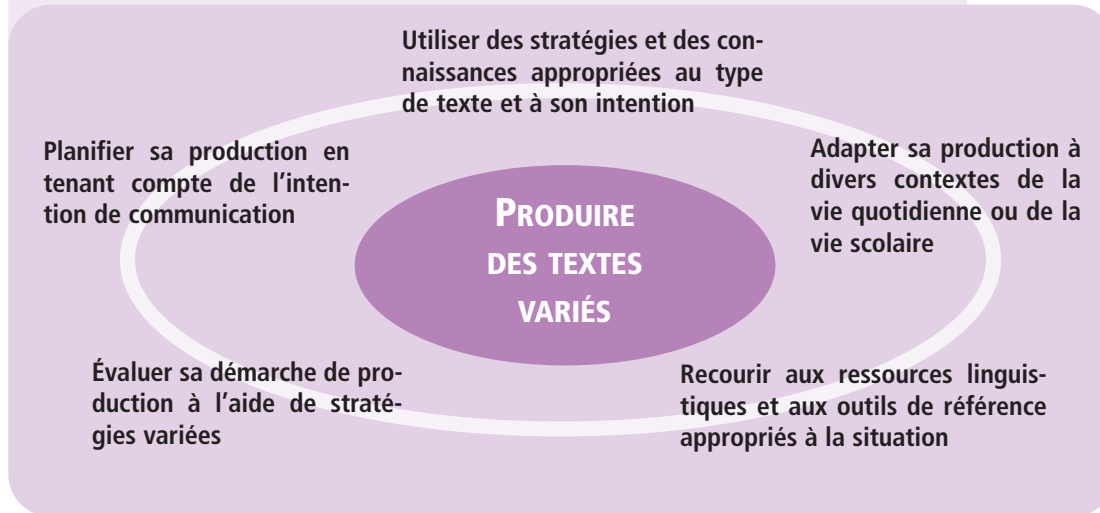 Utiliser des stratégies et des con-
naissances appropriées au type
de texte et à son intention
Planifier sa production en
tenant compte de l'inten-
tion de communication
Adapter sa production à
divers contextes de la
vie quotidienne ou de la
vie scolaire
PRODUIRE
DES TEXTES
VARIÉS
Évaluer sa démarche de pro-
duction à l'aide de straté-
gies variées
Recourir aux ressources linguis-
tiques et aux outils de référence
appropriés à la situation